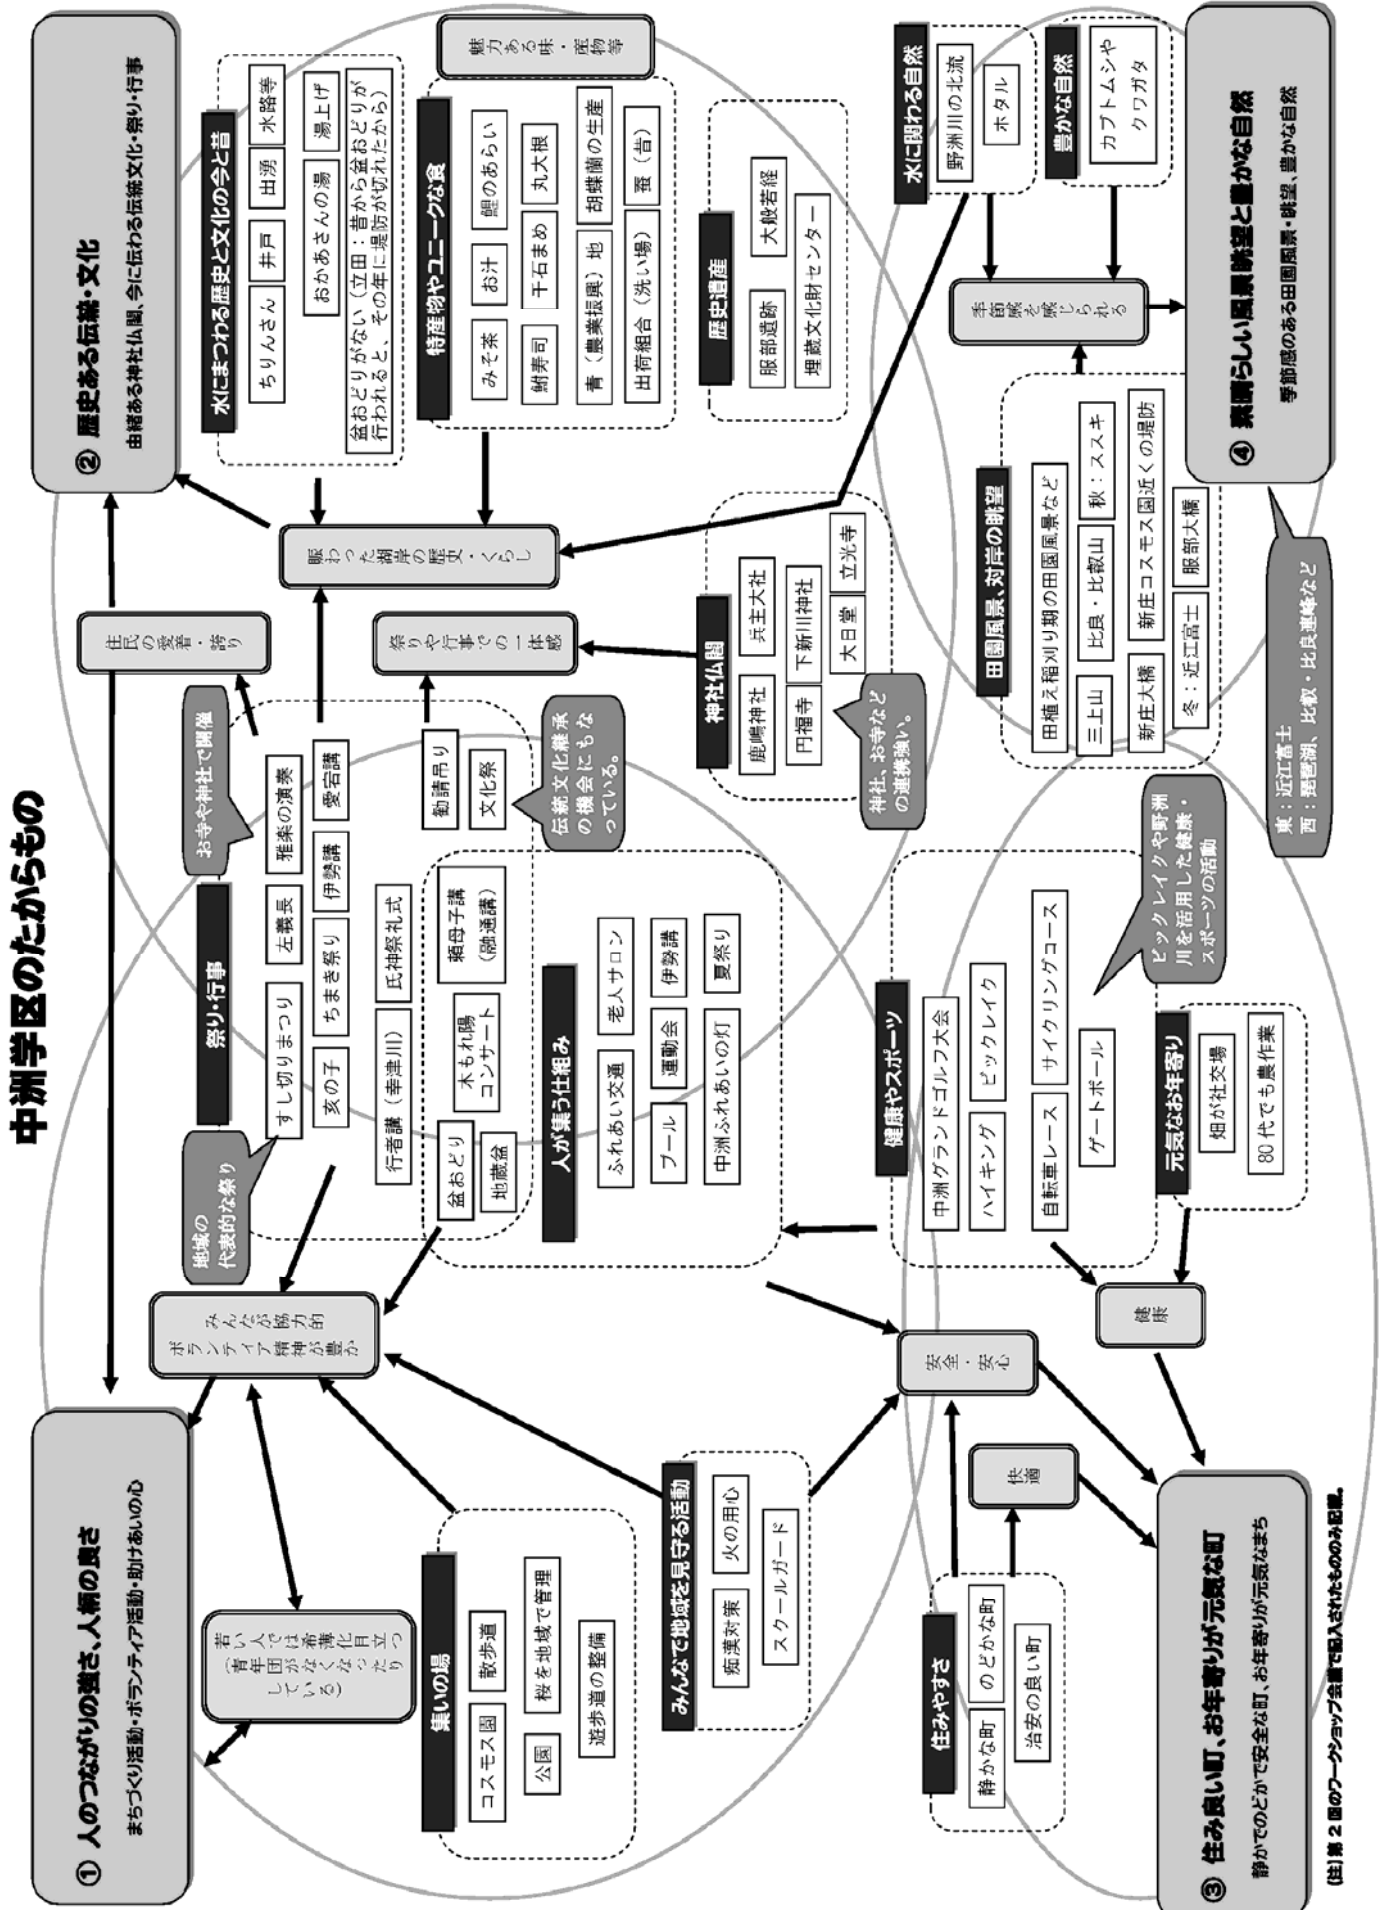 中洲学区のたからもの
① 人のつながりの強さ、人柄の良さ
まちづくり活動・ボランティア活動・助けあいの心
② 歴史ある伝統・文化
由緒ある神社仏閣、今に伝わる伝統文化・祭り・行事
住民の愛着・誇り
みんなが協力的
ボランティア精神が豊か
若い人では希薄化目立つ
（青年団がなくなったり
している）
地域の
代表的な祭り
祭り・行事
お寺や神社で開催
すし切りまつり
左義長
雅楽の演奏
亥の子
ちまき祭り
伊勢講
愛宕講
行者講（幸津川）
氏神祭礼式
勧請吊り
文化祭
盆おどり
地蔵盆
木もれ陽
コンサート
頼母子講
（融通講）
伝統文化継承
の機会にもな
っている。
祭りや行事での一体感
賑わった湖岸の歴史・くらし
水にまつわる歴史と文化の今と昔
ちりんさん
井戸
出湧
水路等
おかあさんの湯
湯上げ
盆おどりがない（立田：昔から盆おどりが
行われると、その年に堤防が切れたから）
特産物やユニークな食
みそ茶
お汁
鯉のあらい
鮒寿司
千石まめ
丸大根
青（農業振興）地
胡蝶蘭の生産
出荷組合（洗い場）
蚕（昔）
魅力ある味・産物等
集いの場
コスモス園
散歩道
公園
桜を地域で管理
遊歩道の整備
人が集う仕組み
ふれあい交通
老人サロン
プール
運動会
伊勢講
中洲ふれあいの灯
夏祭り
神社仏閣
鹿嶋神社
兵主大社
円福寺
下新川神社
大日堂
立光寺
神社、お寺など
の連携強い。
歴史遺産
服部遺跡
大般若経
埋蔵文化財センター
みんなで地域を見守る活動
痴漢対策
火の用心
スクールガード
安全・安心
健康やスポーツ
中洲グランドゴルフ大会
ハイキング
ビックレイク
自転車レース
サイクリングコース
ゲートボール
ビックレイクや野洲
川を活用した健康・
スポーツの活動
水に関わる自然
野洲川の北流
ホタル
豊かな自然
カブトムシや
クワガタ
季節感を感じられる
田園風景、対岸の眺望
田植え稲刈り期の田園風景など
三上山
比良・比叡山
秋：ススキ
新庄大橋
新庄コスモス園近くの堤防
冬：近江富士
服部大橋
住みやすさ
静かな町
のどかな町
治安の良い町
快適
健康
元気なお年寄り
畑が社交場
80代でも農作業
③ 住み良い町、お年寄りが元気な町
静かでのどかで安全な町、お年寄りが元気なまち
④ 素晴らしい風景眺望と豊かな自然
季節感のある田園風景・眺望、豊かな自然
東：近江富士
西：琵琶湖、比叡・比良連峰など
(注)第２回のワークショップ会議で記入されたもののみ記載。